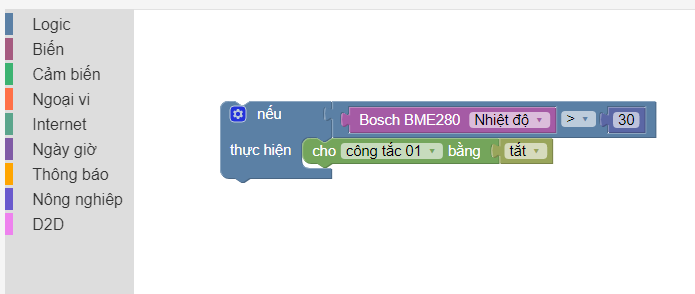 Logic
Biến
Cảm biến
Ngoại vi
Internet
Ngày giờ
Thông báo
Nông nghiêp
D2D
nếu Bosch BME280 Nhiệt độ > 30
thực hiện cho công tắc 01 bằng tắt